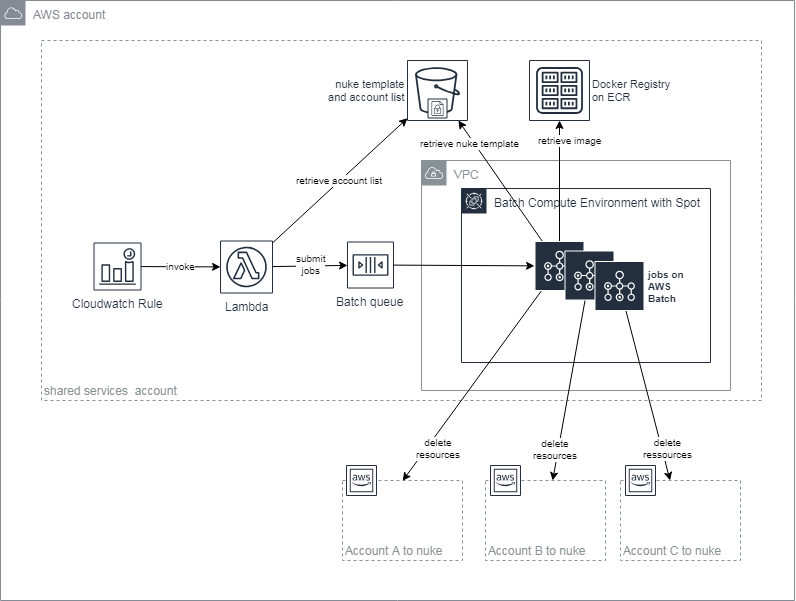 AWS account
nuke template
and account list
Docker Registry
on ECR
retrieve nuke template
retrieve image
retrieve account list
VPC
Batch Compute Environment with Spot
invoke
submit
jobs
jobs on
AWS
Batch
Cloudwatch Rule
Lambda
Batch queue
shared services  account
delete
resources
delete
resources
delete
ressources
aws
aws
aws
Account A to nuke
Account B to nuke
Account C to nuke